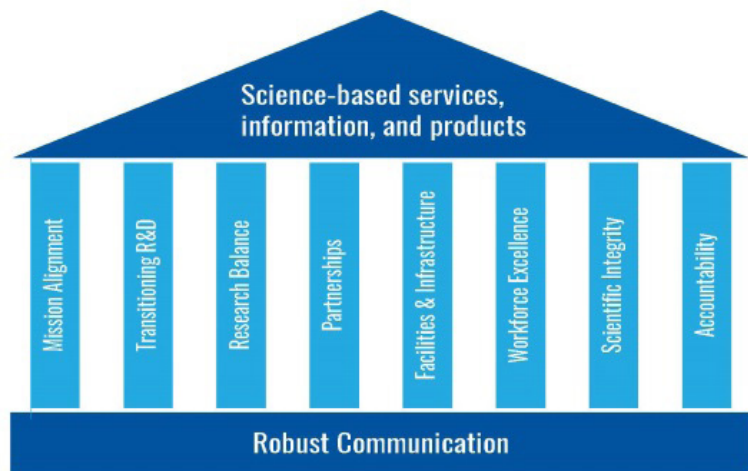 Science-based services,
information, and products
Mission Alignment
Transitioning R&D
Research Balance
Partnerships
Facilities & Infrastructure
Workforce Excellence
Scientific Integrity
Accountability
Robust Communication